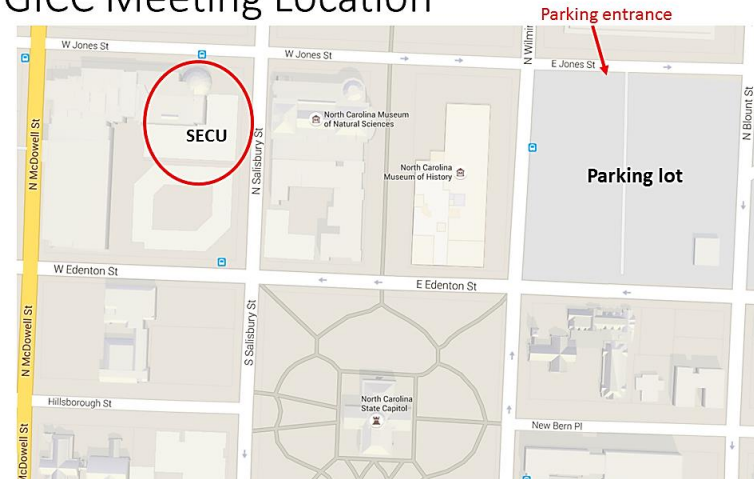 GICC Meeting Location
Parking entrance
W Jones St
W Jones St
E Jones St
N Wilmin
N Blount St
N McDowell St
SECU
N Salisbury St
North Carolina Museum
of Natural Sciences
North Carolina
Museum of History
Parking lot
W Edenton St
E Edenton St
N McDowell St
S Salisbury St
Hillsborough St
North Carolina
State Capitol
New Bern Pl
McDowell St